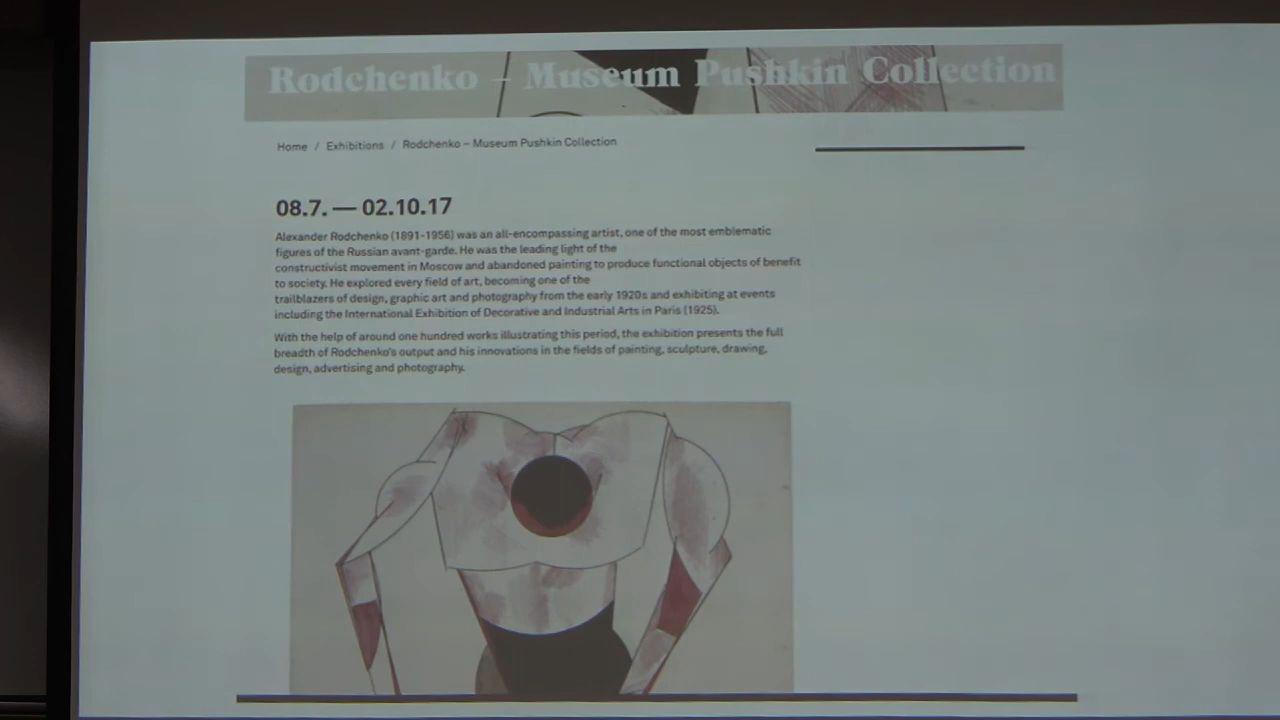 Rodchenko – Museum Pushkin Collection
Home / Exhibitions / Rodchenko – Museum Pushkin Collection
08.7. — 02.10.17
Alexander Rodchenko (1891-1956) was an all-encompassing artist, one of the most emblematic
figures of the Russian avant-garde. He was the leading light of the
constructivist movement in Moscow and abandoned painting to produce functional objects of benefit
to society. He explored every field of art, becoming one of the
trailblazers of design, graphic art and photography from the early 1920s and exhibiting at events
including the International Exhibition of Decorative and Industrial Arts in Paris (1925).
With the help of around one hundred works illustrating this period, the exhibition presents the full
breadth of Rodchenko's output and his innovations in the fields of painting, sculpture, drawing,
design, advertising and photography.